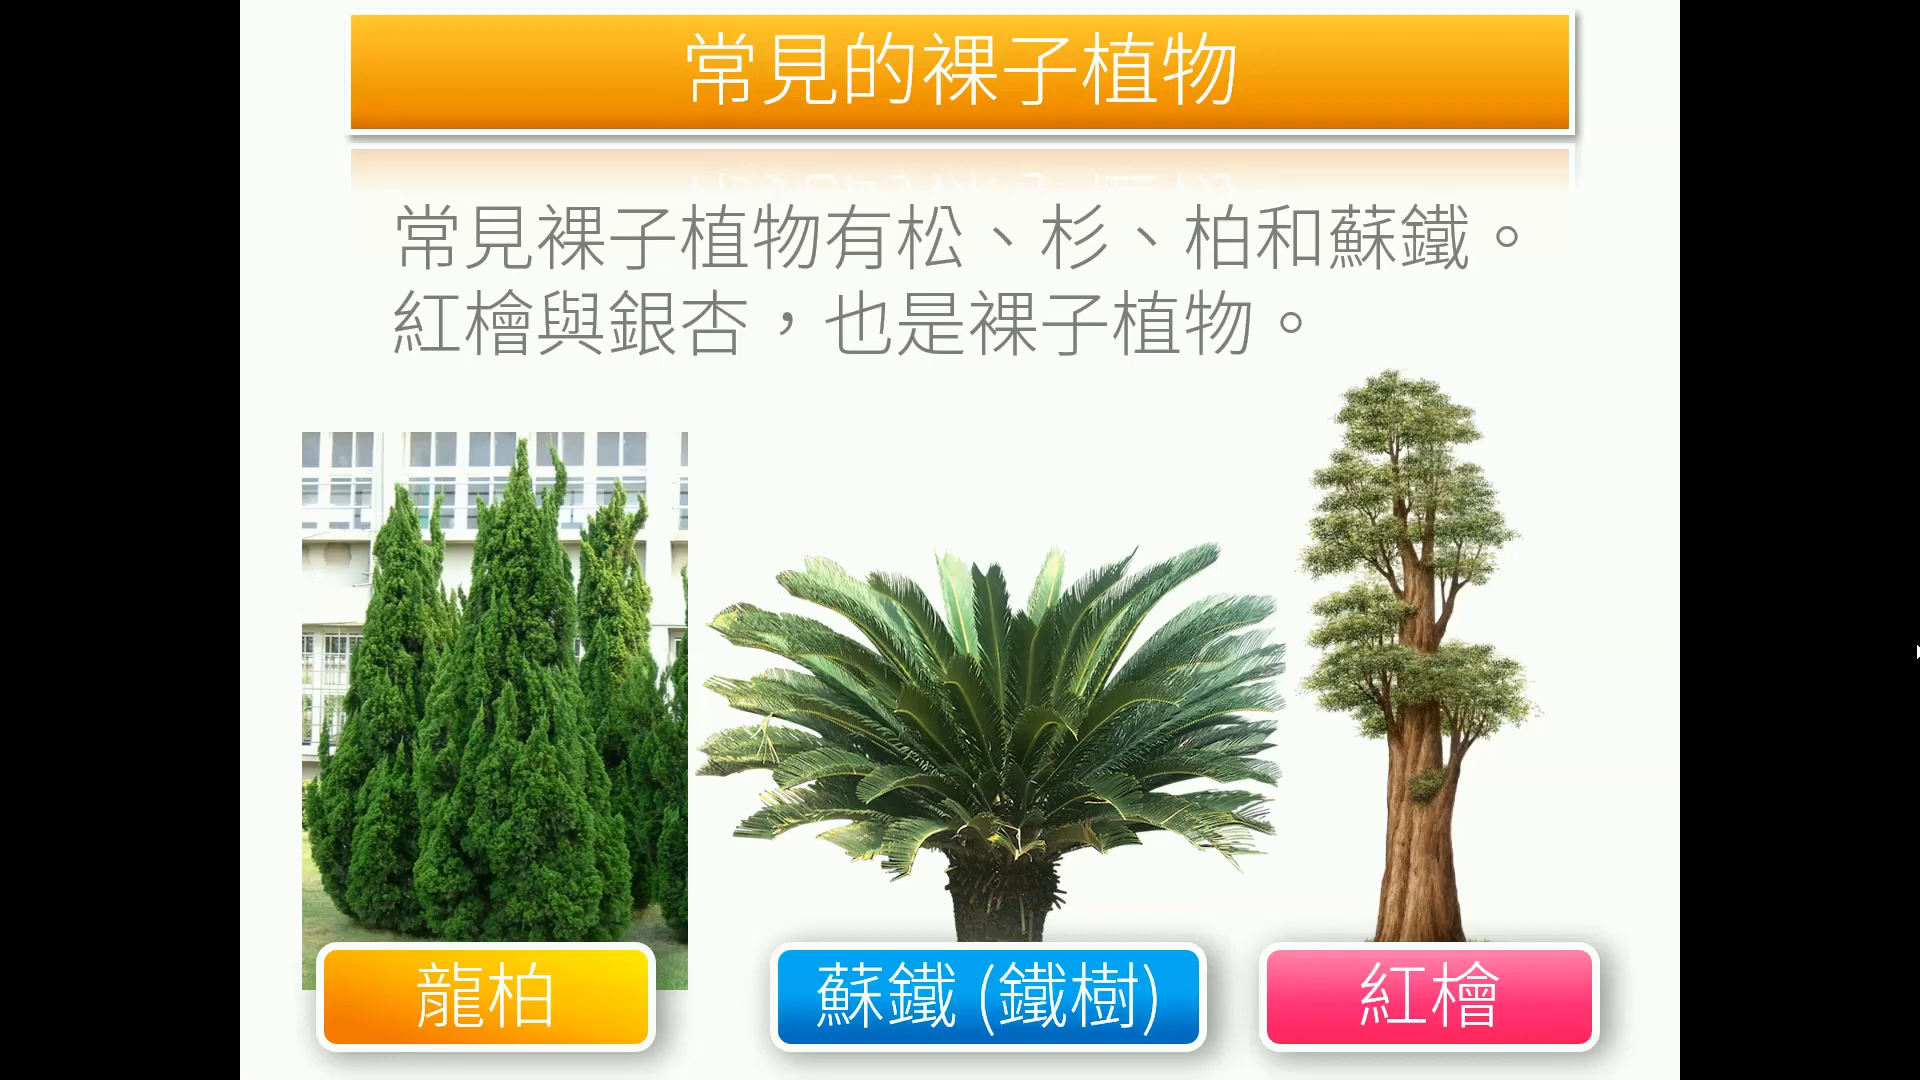 常見的裸子植物
常見裸子植物有松、杉、柏和蘇鐵。
紅檜與銀杏，也是裸子植物。
龍柏
蘇鐵 (鐵樹)
紅檜